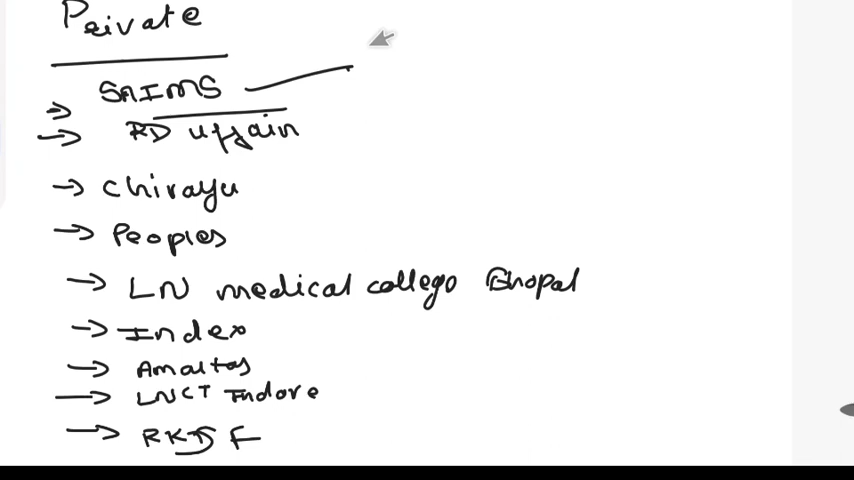 Private
→ SAIMS
→ RD Ujjain
→ Chirayu
→ Peoples
→ LN medical college Bhopal
→ Index
→ Amaltas
→ LNCT Indore
→ RKDF